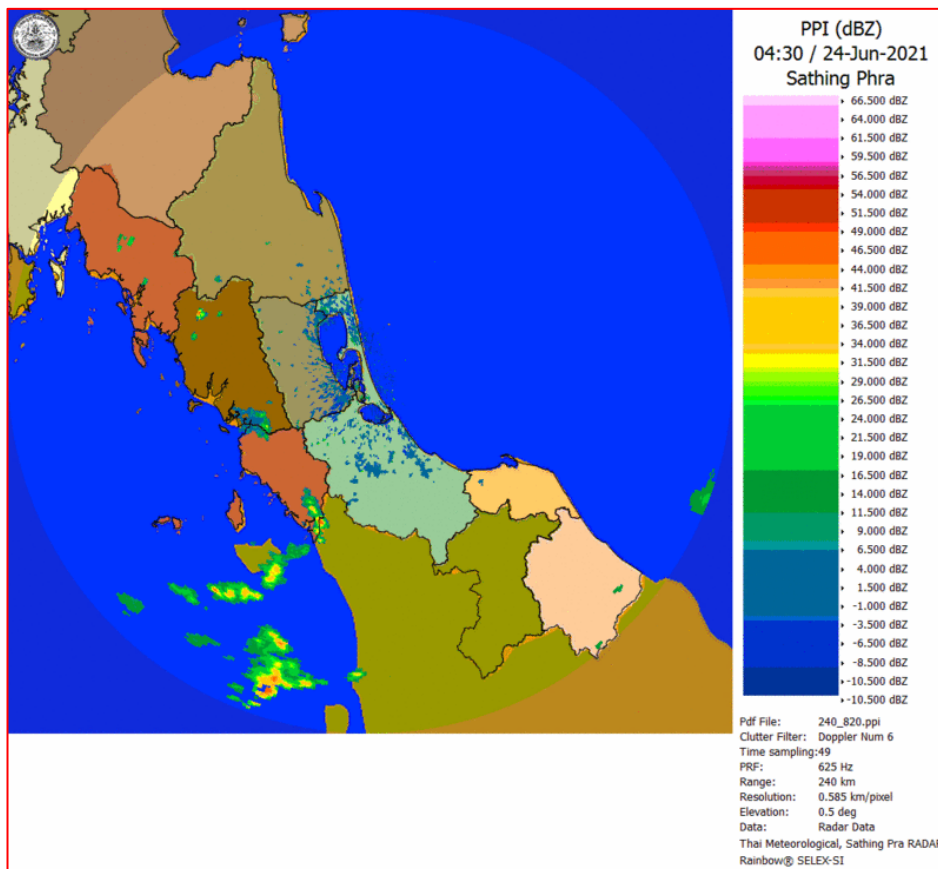 PPI (dBZ)
04:30 / 24-Jun-2021
Sathing Phra
66.500 dBZ
64.000 dBZ
61.500 dBZ
59.500 dBZ
56.500 dBZ
54.000 dBZ
51.500 dBZ
49.000 dBZ
46.500 dBZ
44.000 dBZ
41.500 dBZ
39.000 dBZ
36.500 dBZ
34.000 dBZ
31.500 dBZ
29.000 dBZ
26.500 dBZ
24.000 dBZ
21.500 dBZ
19.000 dBZ
16.500 dBZ
14.000 dBZ
11.500 dBZ
9.000 dBZ
6.500 dBZ
4.000 dBZ
1.500 dBZ
-1.000 dBZ
-3.500 dBZ
-6.500 dBZ
-8.500 dBZ
-10.500 dBZ
-10.500 dBZ
Pdf File: 240_820.ppi
Clutter Filter: Doppler Num 6
Time sampling:49
PRF: 625 Hz
Range: 240 km
Resolution: 0.585 km/pixel
Elevation: 0.5 deg
Data: Radar Data
Thai Meteorological, Sathing Pra RADAR
Rainbow® SELEX-SI